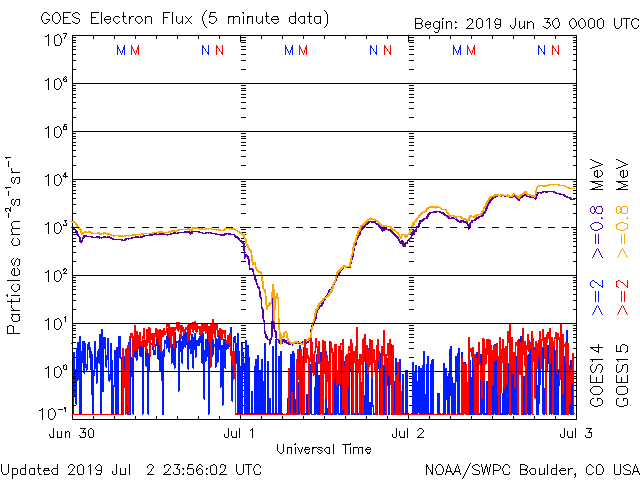 GOES Electron Flux (5 minute data)
Begin: 2019 Jun 30 0000 UTC
M M N N M M N N M M N N
10⁷
10⁶
10⁵
10⁴
10³
10²
10¹
10⁰
10⁻¹
Particles cm⁻²s⁻¹sr⁻¹
Jun 30 Jul 1 Jul 2 Jul 3
Universal Time
GOES14 >=2 >=0.8 MeV
GOES15 >=2 >=0.8 MeV
Updated 2019 Jul 2 23:56:02 UTC
NOAA/SWPC Boulder, CO USA